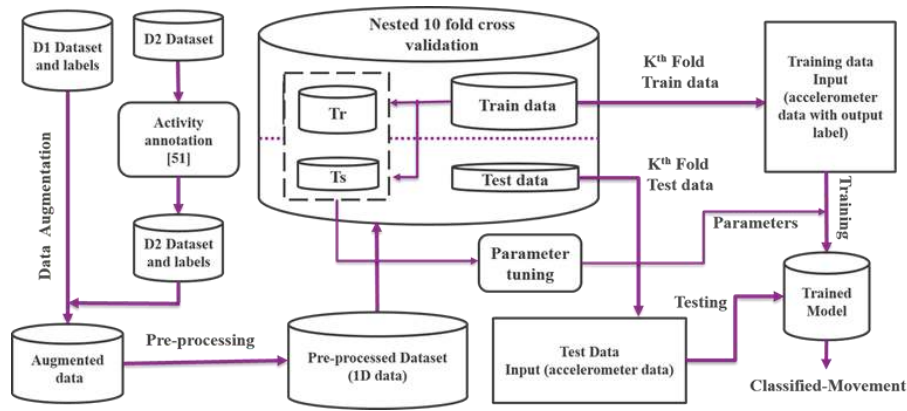 D1 Dataset
and labels
D2 Dataset
Activity
annotation
[51]
D2 Dataset
and labels
Data Augmentation
Augmented
data
Pre-processing
Pre-processed Dataset
(1D data)
Nested 10 fold cross
validation
Tr
Ts
Train data
Test data
Kth Fold
Train data
Kth Fold
Test data
Parameter
tuning
Parameters
Training data
Input
(accelerometer
data with output
label)
Training
Test Data
Input (accelerometer data)
Testing
Trained
Model
Classified-Movement